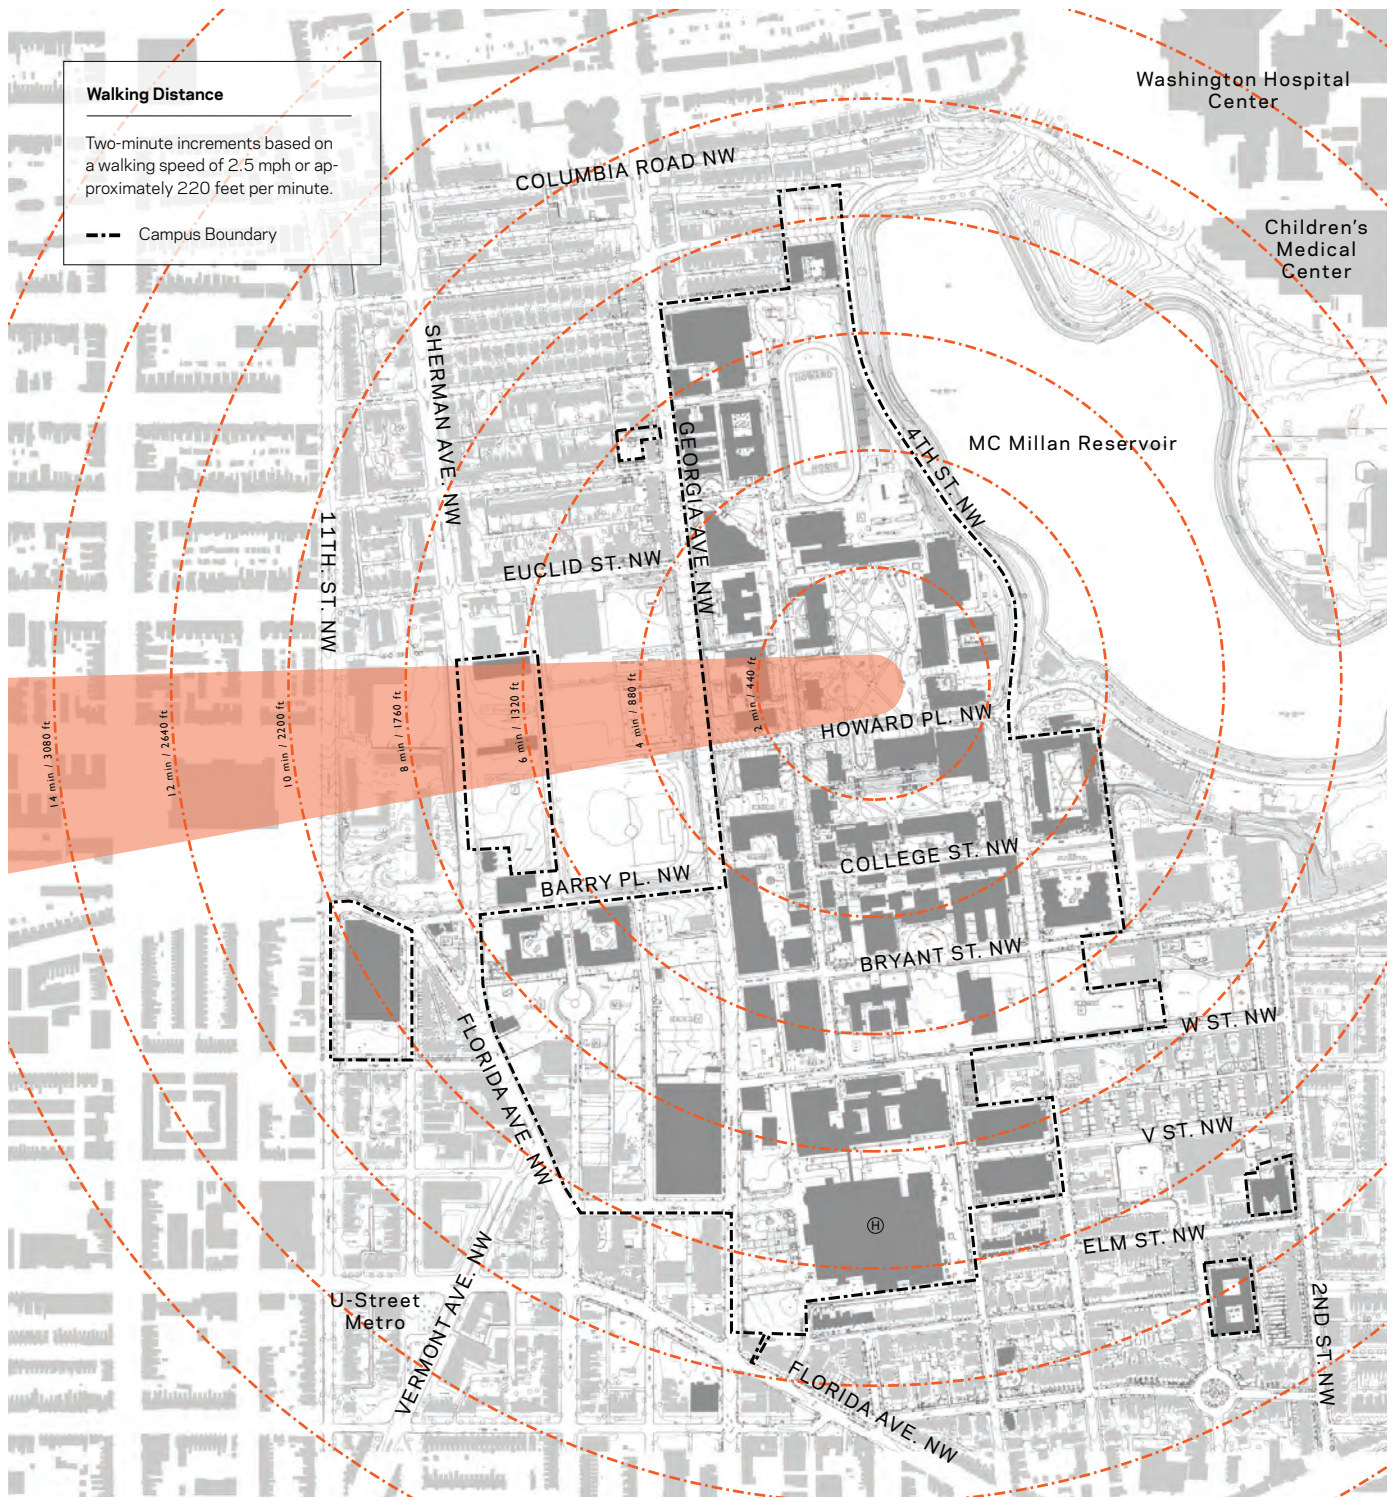 Walking Distance
Two-minute increments based on
a walking speed of 2.5 mph or ap-
proximately 220 feet per minute.
Campus Boundary
Washington Hospital
Center
Children's
Medical
Center
COLUMBIA ROAD NW
SHERMAN AVE. NW
GEORGIA AVE. NW
4TH ST. NW
MC Millan Reservoir
HOWARD
11TH. ST. NW
EUCLID ST. NW
14 min / 3080 ft
12 min / 2640 ft
10 min / 2200 ft
8 min / 1760 ft
6 min / 1320 ft
4 min / 880 ft
2 min / 440 ft
HOWARD PL. NW
COLLEGE ST. NW
BARRY PL. NW
BRYANT ST. NW
W ST. NW
FLORIDA AVE. NW
V ST. NW
H
ELM ST. NW
U-Street
Metro
VERMONT AVE. NW
2ND ST. NW
FLORIDA AVE. NW